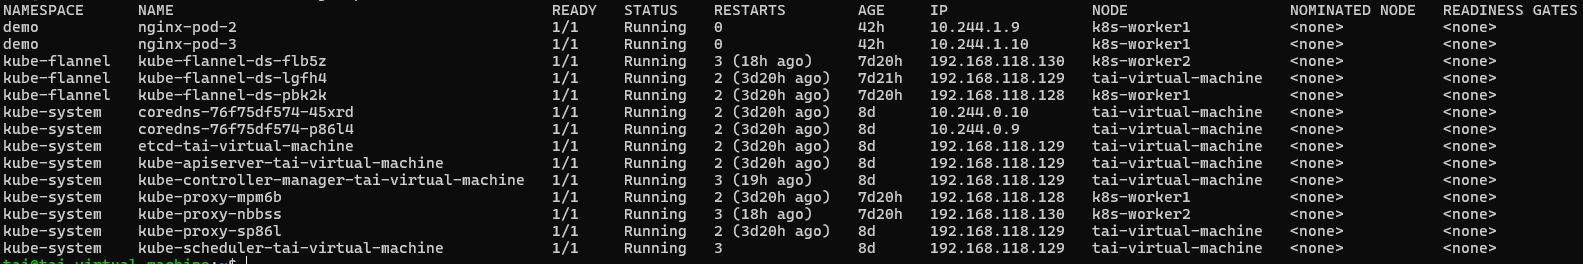 NAMESPACE NAME READY STATUS RESTARTS AGE IP NODE NOMINATED NODE READINESS GATES
demo nginx-pod-2 1/1 Running 0 42h 10.244.1.9 k8s-worker1 <none> <none>
demo nginx-pod-3 1/1 Running 0 42h 10.244.1.10 k8s-worker1 <none> <none>
kube-flannel kube-flannel-ds-flb5z 1/1 Running 3 (18h ago) 7d20h 192.168.118.130 k8s-worker2 <none> <none>
kube-flannel kube-flannel-ds-lgfh4 1/1 Running 2 (3d20h ago) 7d21h 192.168.118.129 tai-virtual-machine <none> <none>
kube-flannel kube-flannel-ds-pbk2k 1/1 Running 2 (3d20h ago) 7d20h 192.168.118.128 k8s-worker1 <none> <none>
kube-system coredns-76f75df574-45xrd 1/1 Running 2 (3d20h ago) 8d 10.244.0.10 tai-virtual-machine <none> <none>
kube-system coredns-76f75df574-p86l4 1/1 Running 2 (3d20h ago) 8d 10.244.0.9 tai-virtual-machine <none> <none>
kube-system etcd-tai-virtual-machine 1/1 Running 2 (3d20h ago) 8d 192.168.118.129 tai-virtual-machine <none> <none>
kube-system kube-apiserver-tai-virtual-machine 1/1 Running 2 (3d20h ago) 8d 192.168.118.129 tai-virtual-machine <none> <none>
kube-system kube-controller-manager-tai-virtual-machine 1/1 Running 3 (19h ago) 8d 192.168.118.129 tai-virtual-machine <none> <none>
kube-system kube-proxy-mpm6b 1/1 Running 2 (3d20h ago) 7d20h 192.168.118.128 k8s-worker1 <none> <none>
kube-system kube-proxy-nbbss 1/1 Running 3 (18h ago) 7d20h 192.168.118.130 k8s-worker2 <none> <none>
kube-system kube-proxy-sp86l 1/1 Running 2 (3d20h ago) 8d 192.168.118.129 tai-virtual-machine <none> <none>
kube-system kube-scheduler-tai-virtual-machine 1/1 Running 3 8d 192.168.118.129 tai-virtual-machine <none> <none>
tai@tai-virtual-machine:~$